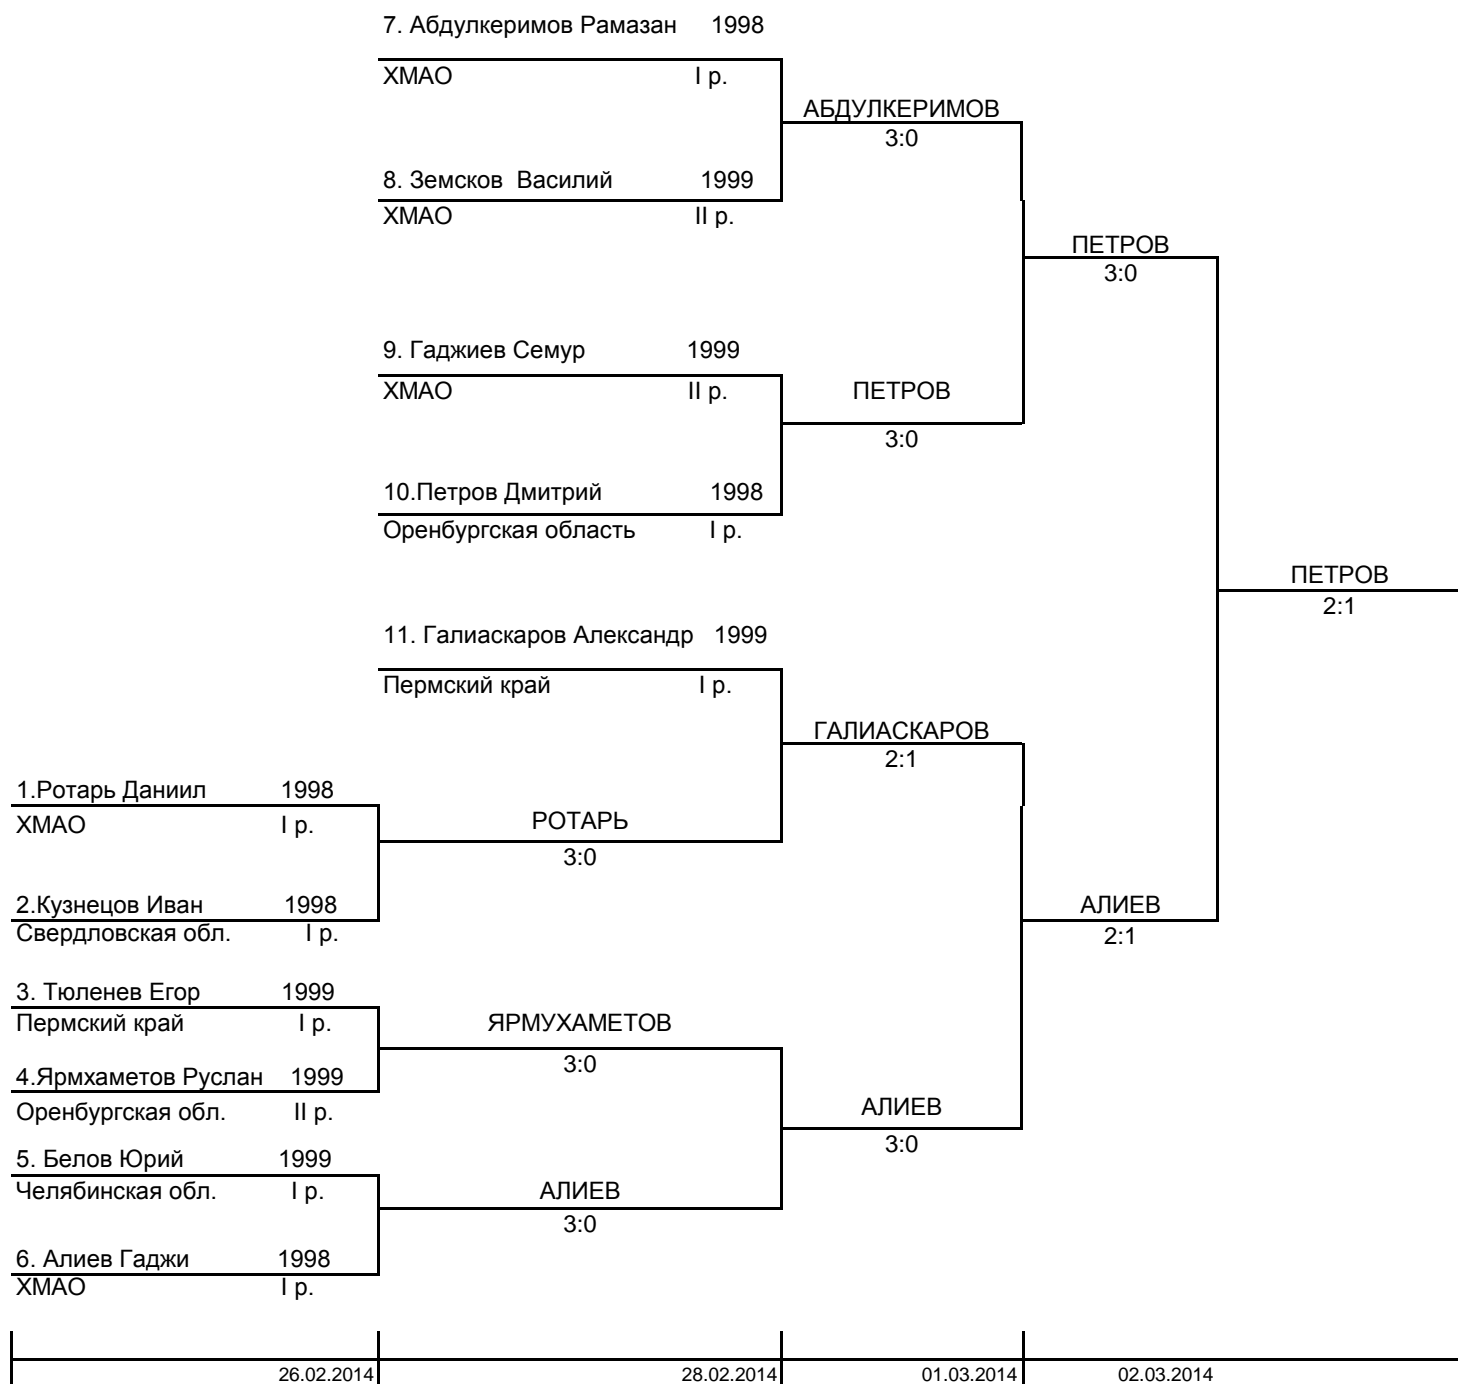 7. Абдулкеримов Рамазан 1998
ХМАО I р.
АБДУЛКЕРИМОВ
3:0
8. Земсков Василий 1999
ХМАО II р.
ПЕТРОВ
3:0
9. Гаджиев Семур 1999
ХМАО II р.
ПЕТРОВ
3:0
10.Петров Дмитрий 1998
Оренбургская область I р.
ПЕТРОВ
2:1
11. Галиаскаров Александр 1999
Пермский край I р.
ГАЛИАСКАРОВ
2:1
1.Ротарь Даниил 1998
ХМАО I р.
РОТАРЬ
3:0
2.Кузнецов Иван 1998
Свердловская обл. I р.
АЛИЕВ
2:1
3. Тюленев Егор 1999
Пермский край I р.
ЯРМУХАМЕТОВ
3:0
4.Ярмхаметов Руслан 1999
Оренбургская обл. II р.
АЛИЕВ
3:0
5. Белов Юрий 1999
Челябинская обл. I р.
АЛИЕВ
3:0
6. Алиев Гаджи 1998
ХМАО I р.
26.02.2014 28.02.2014 01.03.2014 02.03.2014